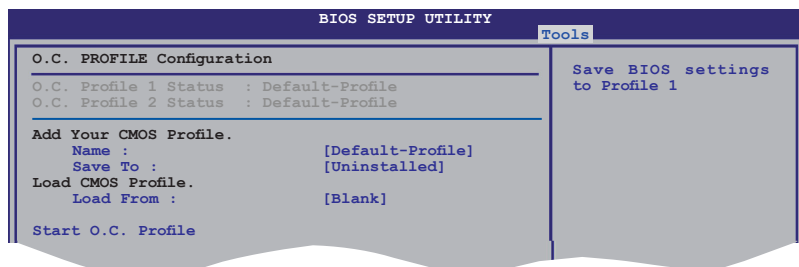 BIOS SETUP UTILITY
Tools
O.C. PROFILE Configuration
O.C. Profile 1 Status : Default-Profile
O.C. Profile 2 Status : Default-Profile
Add Your CMOS Profile.
Name : [Default-Profile]
Save To : [Uninstalled]
Load CMOS Profile.
Load From : [Blank]
Start O.C. Profile
Save BIOS settings
to Profile 1